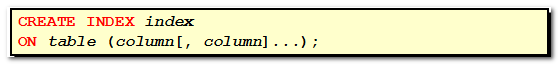 CREATE INDEX index
ON table (column[, column]...);